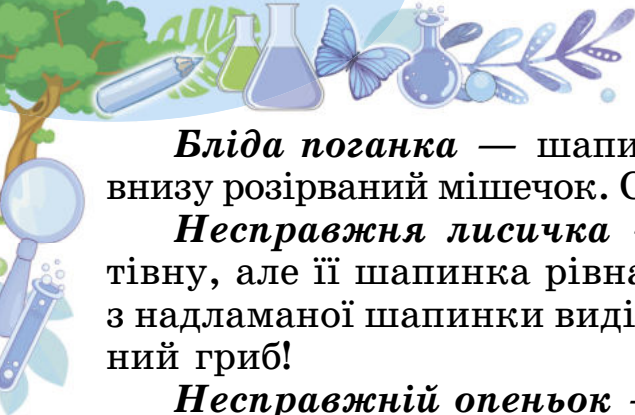 Бліда поганка — шапи
внизу розірваний мішечок. С
Несправжня лисичка -
тівну, але її шапинка рівна
з надламаної шапинки виді
ний гриб!
Несправжній опеньок -